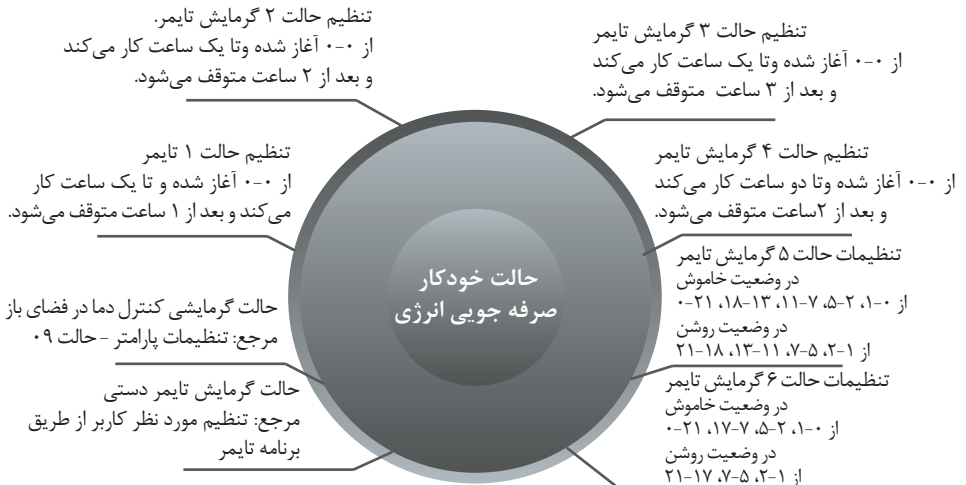 تنظیم حالت ۳ گرمایش تایمر
از ۰-۰ آغاز شده وتا یک ساعت کار می‌کند
و بعد از ۳ ساعت متوقف می‌شود.
تنظیم حالت ۲ گرمایش تایمر.
از ۰-۰ آغاز شده وتا یک ساعت کار می‌کند
و بعد از ۲ ساعت متوقف می‌شود.
تنظیم حالت ۴ گرمایش تایمر
از ۰-۰ آغاز شده وتا دو ساعت کار می‌کند
و بعد از ۲ساعت متوقف می‌شود.
تنظیم حالت ۱ تایمر
از ۰-۰ آغاز شده و تا یک ساعت کار
می‌کند و بعد از ۱ ساعت متوقف می‌شود.
حالت خودکار
صرفه جویی انرژی
تنظیمات حالت ۵ گرمایش تایمر
در وضعیت خاموش
از ۰-۱، ۲-۵، ۷-۱۱، ۱۳-۱۸، ۲۱-۰
در وضعیت روشن
از ۱-۲، ۵-۷، ۱۱-۱۳، ۱۸-۲۱
حالت گرمایشی کنترل دما در فضای باز
مرجع: تنظیمات پارامتر - حالت ۰۹
تنظیمات حالت ۶ گرمایش تایمر
در وضعیت خاموش
از ۰-۱، ۲-۵، ۷-۱۷، ۲۱-۰
در وضعیت روشن
از ۱-۲، ۵-۷، ۱۷-۲۱
حالت گرمایش تایمر دستی
مرجع: تنظیم مورد نظر کاربر از طریق
برنامه تایمر